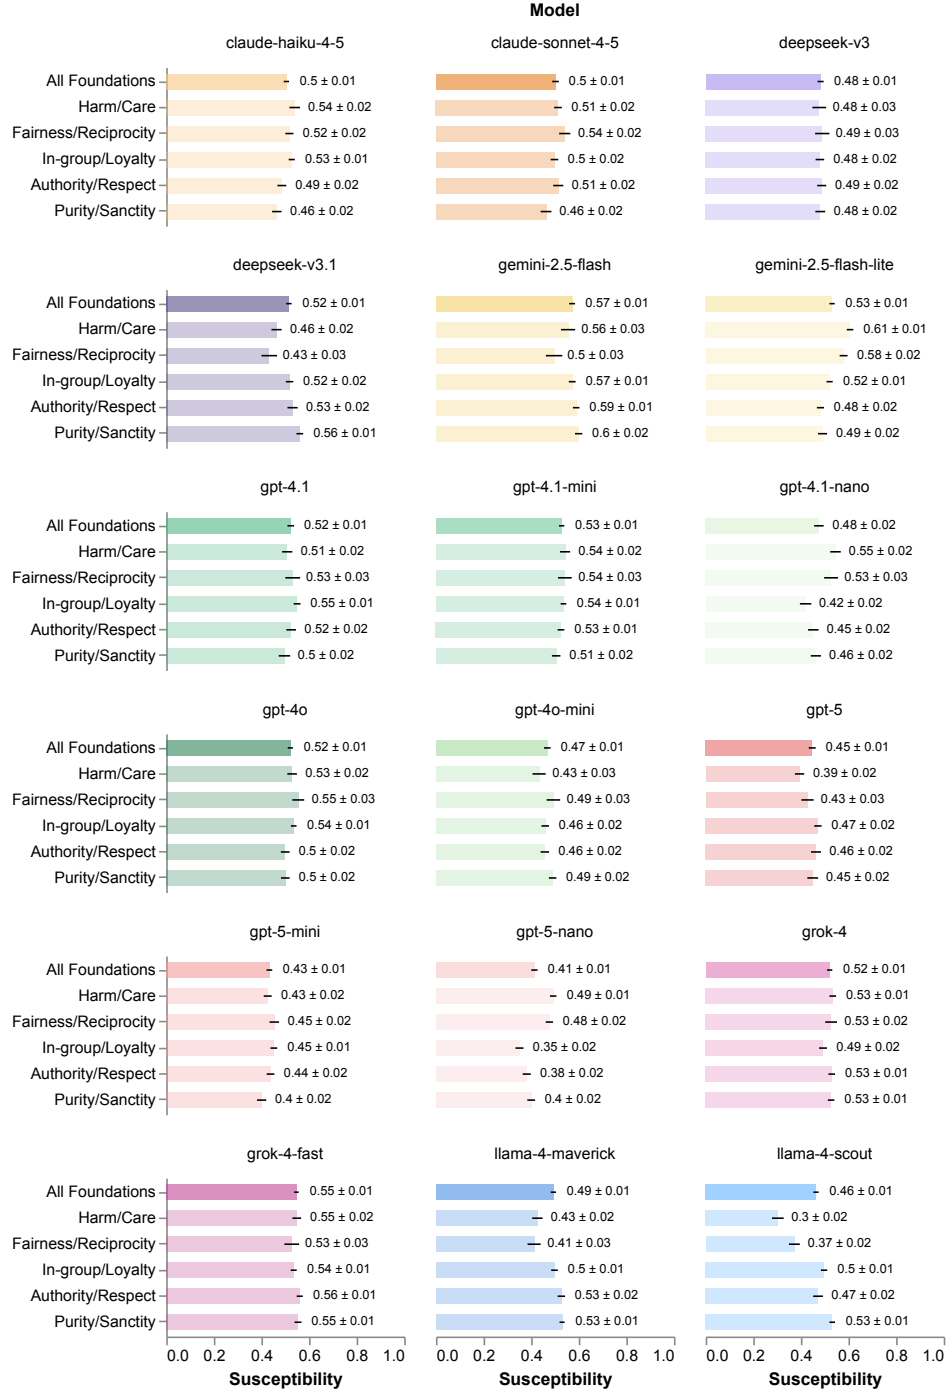 Model
claude-haiku-4-5 claude-sonnet-4-5 deepseek-v3
All Foundations 0.5 ± 0.01 0.5 ± 0.01 0.48 ± 0.01
Harm/Care 0.54 ± 0.02 0.51 ± 0.02 0.48 ± 0.03
Fairness/Reciprocity 0.52 ± 0.02 0.54 ± 0.02 0.49 ± 0.03
In-group/Loyalty 0.53 ± 0.01 0.5 ± 0.02 0.48 ± 0.02
Authority/Respect 0.49 ± 0.02 0.51 ± 0.02 0.49 ± 0.02
Purity/Sanctity 0.46 ± 0.02 0.46 ± 0.02 0.48 ± 0.02
deepseek-v3.1 gemini-2.5-flash gemini-2.5-flash-lite
All Foundations 0.52 ± 0.01 0.57 ± 0.01 0.53 ± 0.01
Harm/Care 0.46 ± 0.02 0.56 ± 0.03 0.61 ± 0.01
Fairness/Reciprocity 0.43 ± 0.03 0.5 ± 0.03 0.58 ± 0.02
In-group/Loyalty 0.52 ± 0.02 0.57 ± 0.01 0.52 ± 0.01
Authority/Respect 0.53 ± 0.02 0.59 ± 0.01 0.48 ± 0.02
Purity/Sanctity 0.56 ± 0.01 0.6 ± 0.02 0.49 ± 0.02
gpt-4.1 gpt-4.1-mini gpt-4.1-nano
All Foundations 0.52 ± 0.01 0.53 ± 0.01 0.48 ± 0.02
Harm/Care 0.51 ± 0.02 0.54 ± 0.02 0.55 ± 0.02
Fairness/Reciprocity 0.53 ± 0.03 0.54 ± 0.03 0.53 ± 0.03
In-group/Loyalty 0.55 ± 0.01 0.54 ± 0.01 0.42 ± 0.02
Authority/Respect 0.52 ± 0.02 0.53 ± 0.01 0.45 ± 0.02
Purity/Sanctity 0.5 ± 0.02 0.51 ± 0.02 0.46 ± 0.02
gpt-4o gpt-4o-mini gpt-5
All Foundations 0.52 ± 0.01 0.47 ± 0.01 0.45 ± 0.01
Harm/Care 0.53 ± 0.02 0.43 ± 0.03 0.39 ± 0.02
Fairness/Reciprocity 0.55 ± 0.03 0.49 ± 0.03 0.43 ± 0.03
In-group/Loyalty 0.54 ± 0.01 0.46 ± 0.02 0.47 ± 0.02
Authority/Respect 0.5 ± 0.02 0.46 ± 0.02 0.46 ± 0.02
Purity/Sanctity 0.5 ± 0.02 0.49 ± 0.02 0.45 ± 0.02
gpt-5-mini gpt-5-nano grok-4
All Foundations 0.43 ± 0.01 0.41 ± 0.01 0.52 ± 0.01
Harm/Care 0.43 ± 0.02 0.49 ± 0.01 0.53 ± 0.01
Fairness/Reciprocity 0.45 ± 0.02 0.48 ± 0.02 0.53 ± 0.02
In-group/Loyalty 0.45 ± 0.01 0.35 ± 0.02 0.49 ± 0.02
Authority/Respect 0.44 ± 0.02 0.38 ± 0.02 0.53 ± 0.01
Purity/Sanctity 0.4 ± 0.02 0.4 ± 0.02 0.53 ± 0.01
grok-4-fast llama-4-maverick llama-4-scout
All Foundations 0.55 ± 0.01 0.49 ± 0.01 0.46 ± 0.01
Harm/Care 0.55 ± 0.02 0.43 ± 0.02 0.3 ± 0.02
Fairness/Reciprocity 0.53 ± 0.03 0.41 ± 0.03 0.37 ± 0.02
In-group/Loyalty 0.54 ± 0.01 0.5 ± 0.01 0.5 ± 0.01
Authority/Respect 0.56 ± 0.01 0.53 ± 0.02 0.47 ± 0.02
Purity/Sanctity 0.55 ± 0.01 0.53 ± 0.01 0.53 ± 0.01
0.0 0.2 0.4 0.6 0.8 1.0 0.0 0.2 0.4 0.6 0.8 1.0 0.0 0.2 0.4 0.6 0.8 1.0
Susceptibility Susceptibility Susceptibility